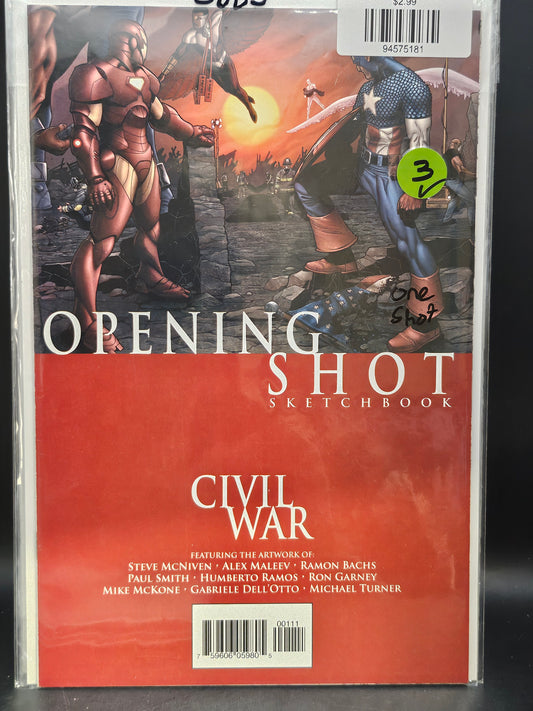 $2.99
94575181
3
one
shot
OPENING
SHOT
SKETCHBOOK
CIVIL
WAR
FEATURING THE ARTWORK OF:
STEVE MCNIVEN · ALEX MALEEV · RAMON BACHS
PAUL SMITH · HUMBERTO RAMOS · RON GARNEY
MIKE MCKONE · GABRIELE DELL'OTTO · MICHAEL TURNER
00111
7 59606 05980 5